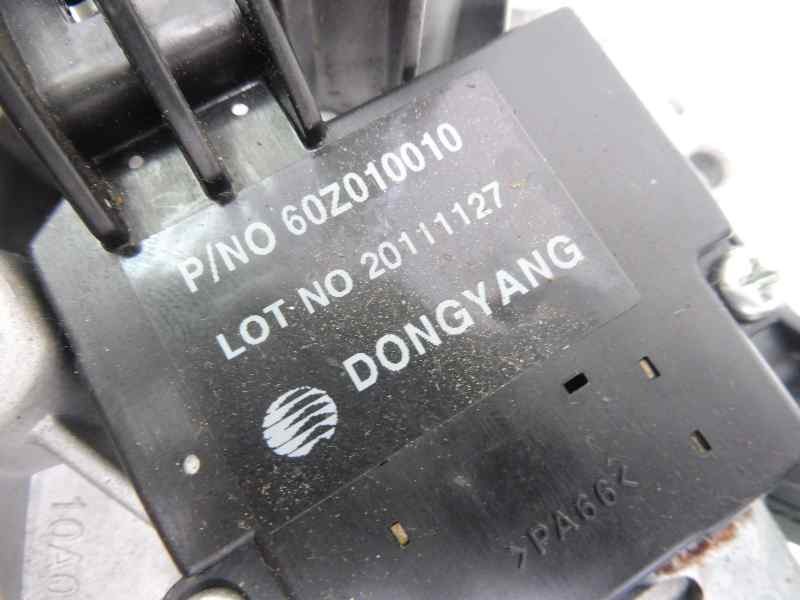 P/NO 60Z010010
LOT NO 20111127
DONGYANG
>PA66<